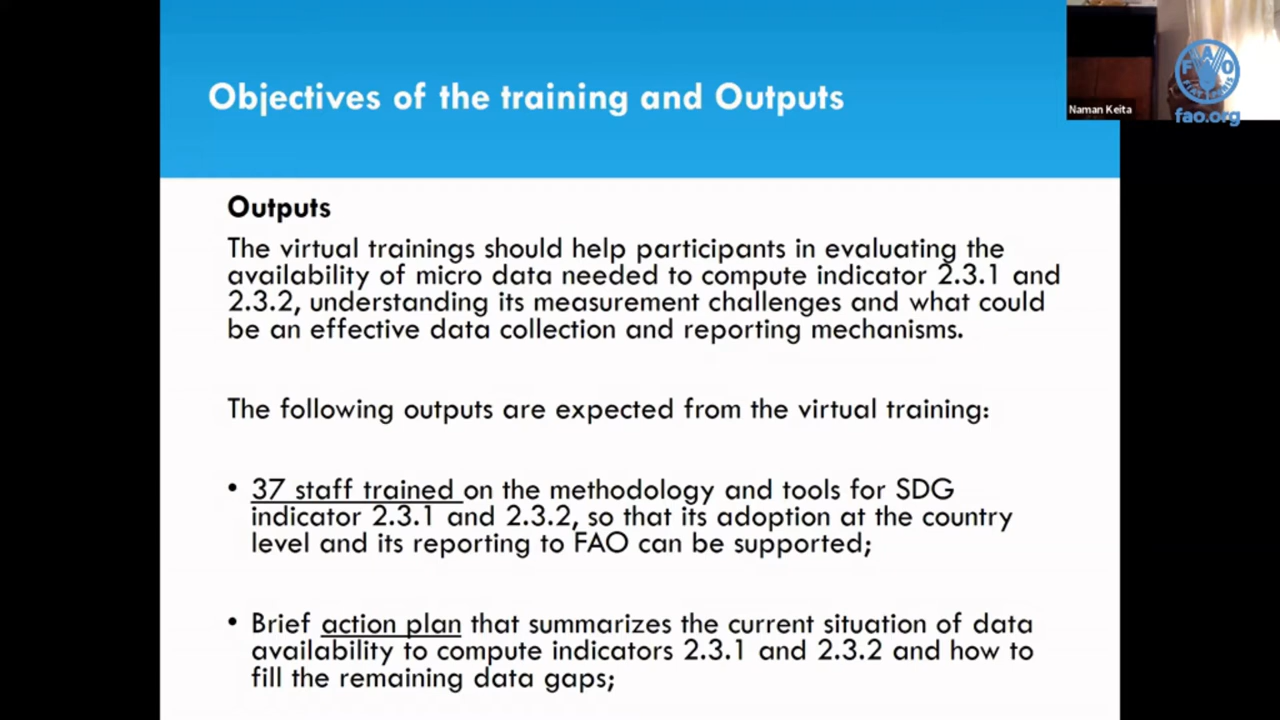 Objectives of the training and Outputs
Naman Keita
FAO
fao.org
Outputs
The virtual trainings should help participants in evaluating the
availability of micro data needed to compute indicator 2.3.1 and
2.3.2, understanding its measurement challenges and what could
be an effective data collection and reporting mechanisms.
The following outputs are expected from the virtual training:
• 37 staff trained on the methodology and tools for SDG
indicator 2.3.1 and 2.3.2, so that its adoption at the country
level and its reporting to FAO can be supported;
• Brief action plan that summarizes the current situation of data
availability to compute indicators 2.3.1 and 2.3.2 and how to
fill the remaining data gaps;